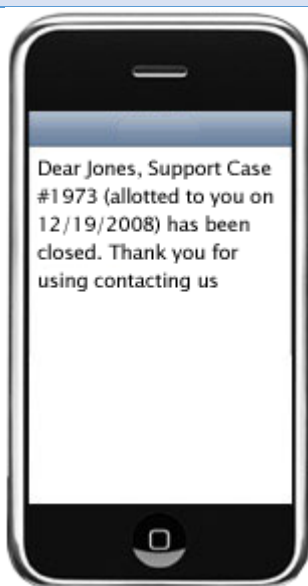 Dear Jones, Support Case
#1973 (allotted to you on
12/19/2008) has been
closed. Thank you for
using contacting us